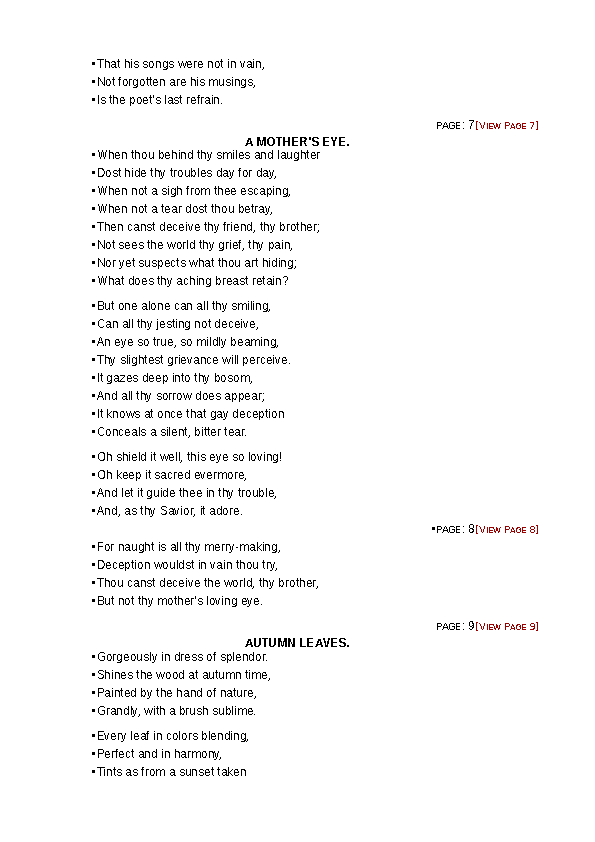 •That his songs were not in vain,
•Not forgotten are his musings,
•Is the poet's last refrain.
PAGE: 7[VIEW PAGE 7]
A MOTHER'S EYE.
•When thou behind thy smiles and laughter
•Dost hide thy troubles day for day,
•When not a sigh from thee escaping,
•When not a tear dost thou betray,
•Then canst deceive thy friend, thy brother;
•Not sees the world thy grief, thy pain,
•Nor yet suspects what thou art hiding;
•What does thy aching breast retain?
•But one alone can all thy smiling,
•Can all thy jesting not deceive,
•An eye so true, so mildly beaming,
•Thy slightest grievance will perceive.
•It gazes deep into thy bosom,
•And all thy sorrow does appear;
•It knows at once that gay deception
•Conceals a silent, bitter tear.
•Oh shield it well, this eye so loving!
•Oh keep it sacred evermore,
•And let it guide thee in thy trouble,
•And, as thy Savior, it adore.
•PAGE: 8[VIEW PAGE 8]
•For naught is all thy merry-making,
•Deception wouldst in vain thou try,
•Thou canst deceive the world, thy brother,
•But not thy mother's loving eye.
PAGE: 9[VIEW PAGE 9]
AUTUMN LEAVES.
•Gorgeously in dress of splendor.
•Shines the wood at autumn time,
•Painted by the hand of nature,
•Grandly, with a brush sublime.
•Every leaf in colors blending,
•Perfect and in harmony,
•Tints as from a sunset taken